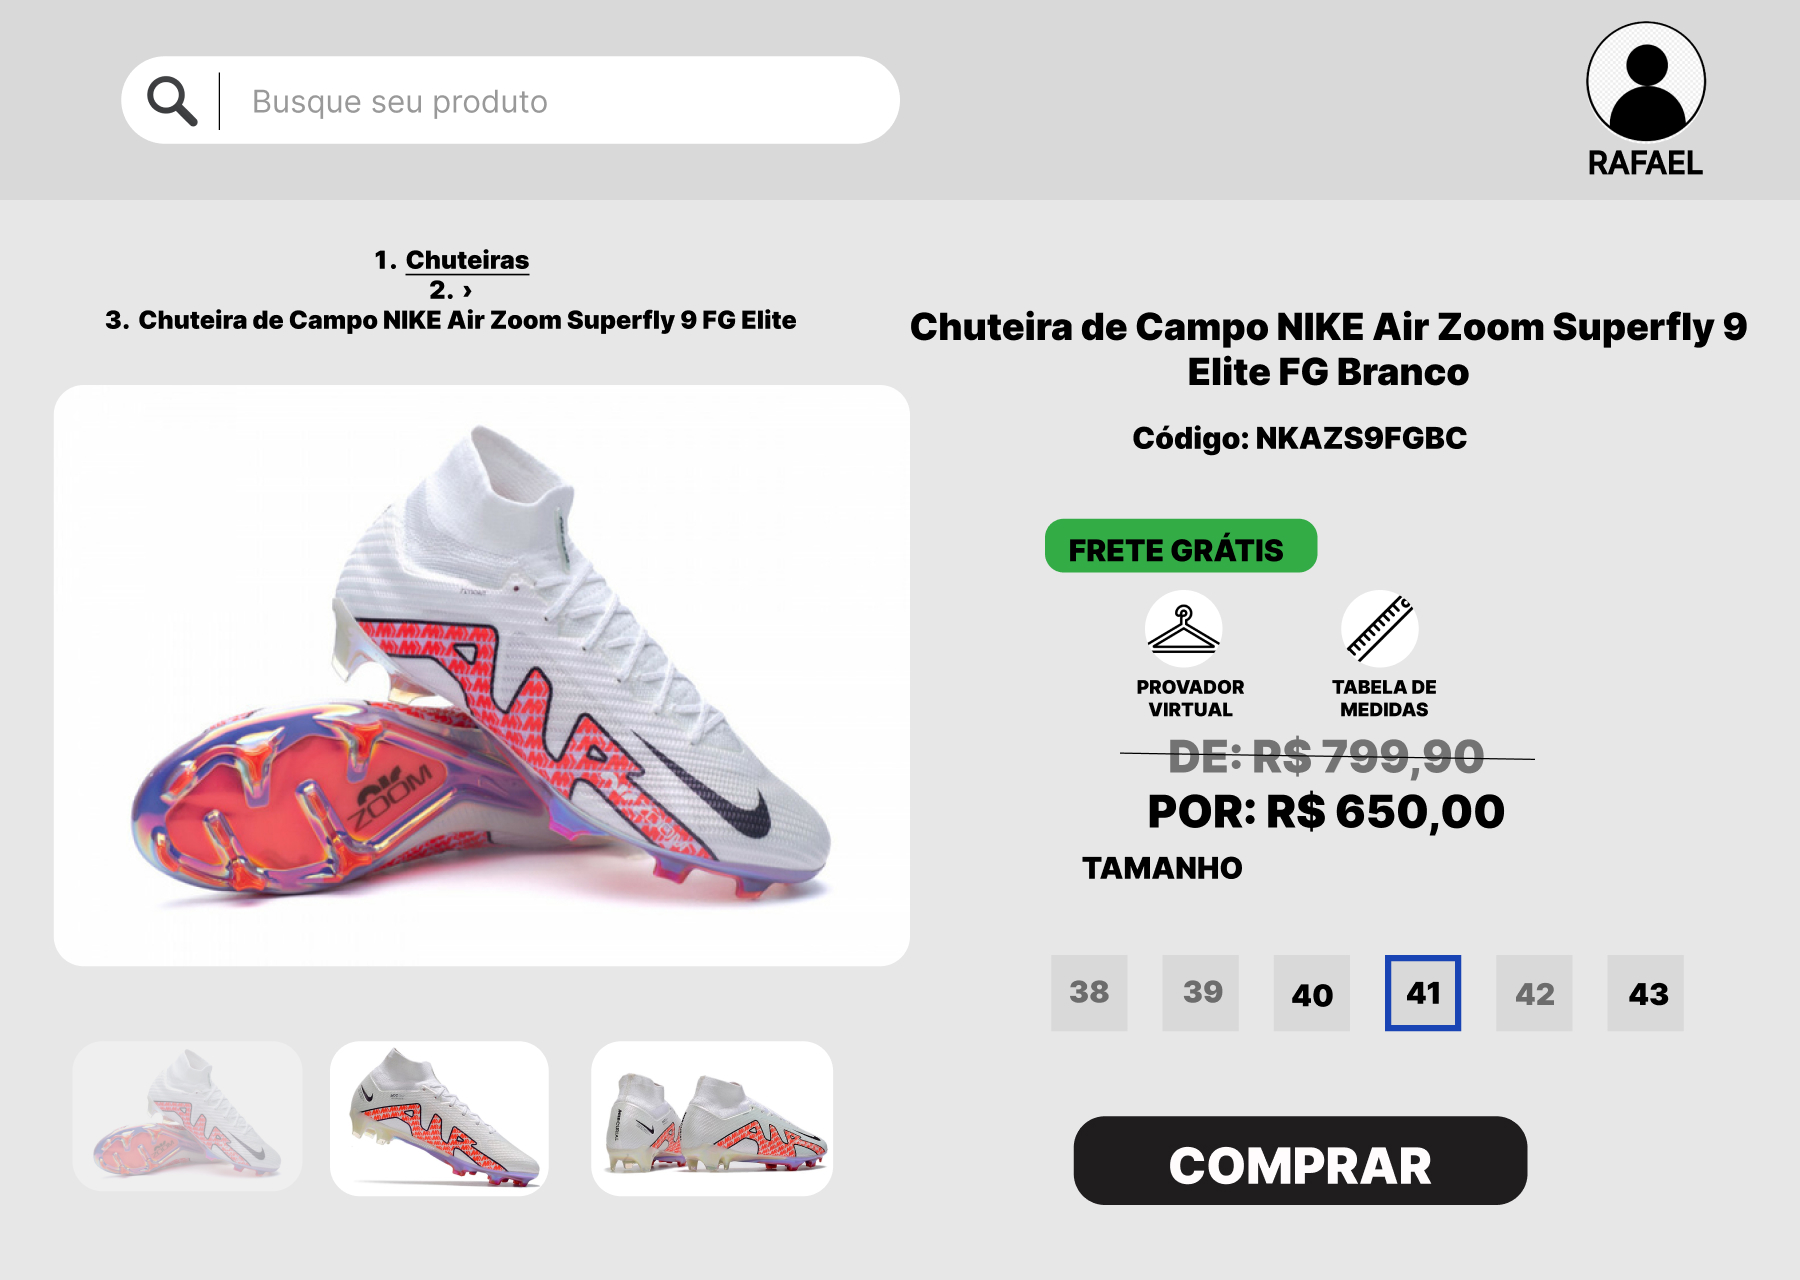 Busque seu produto
RAFAEL
1. Chuteiras
2. ›
3. Chuteira de Campo NIKE Air Zoom Superfly 9 FG Elite
Chuteira de Campo NIKE Air Zoom Superfly 9
Elite FG Branco
Código: NKAZS9FGBC
FRETE GRÁTIS
PROVADOR
VIRTUAL
TABELA DE
MEDIDAS
DE: R$ 799,90
POR: R$ 650,00
TAMANHO
38 39 40 41 42 43
ZOOM
COMPRAR